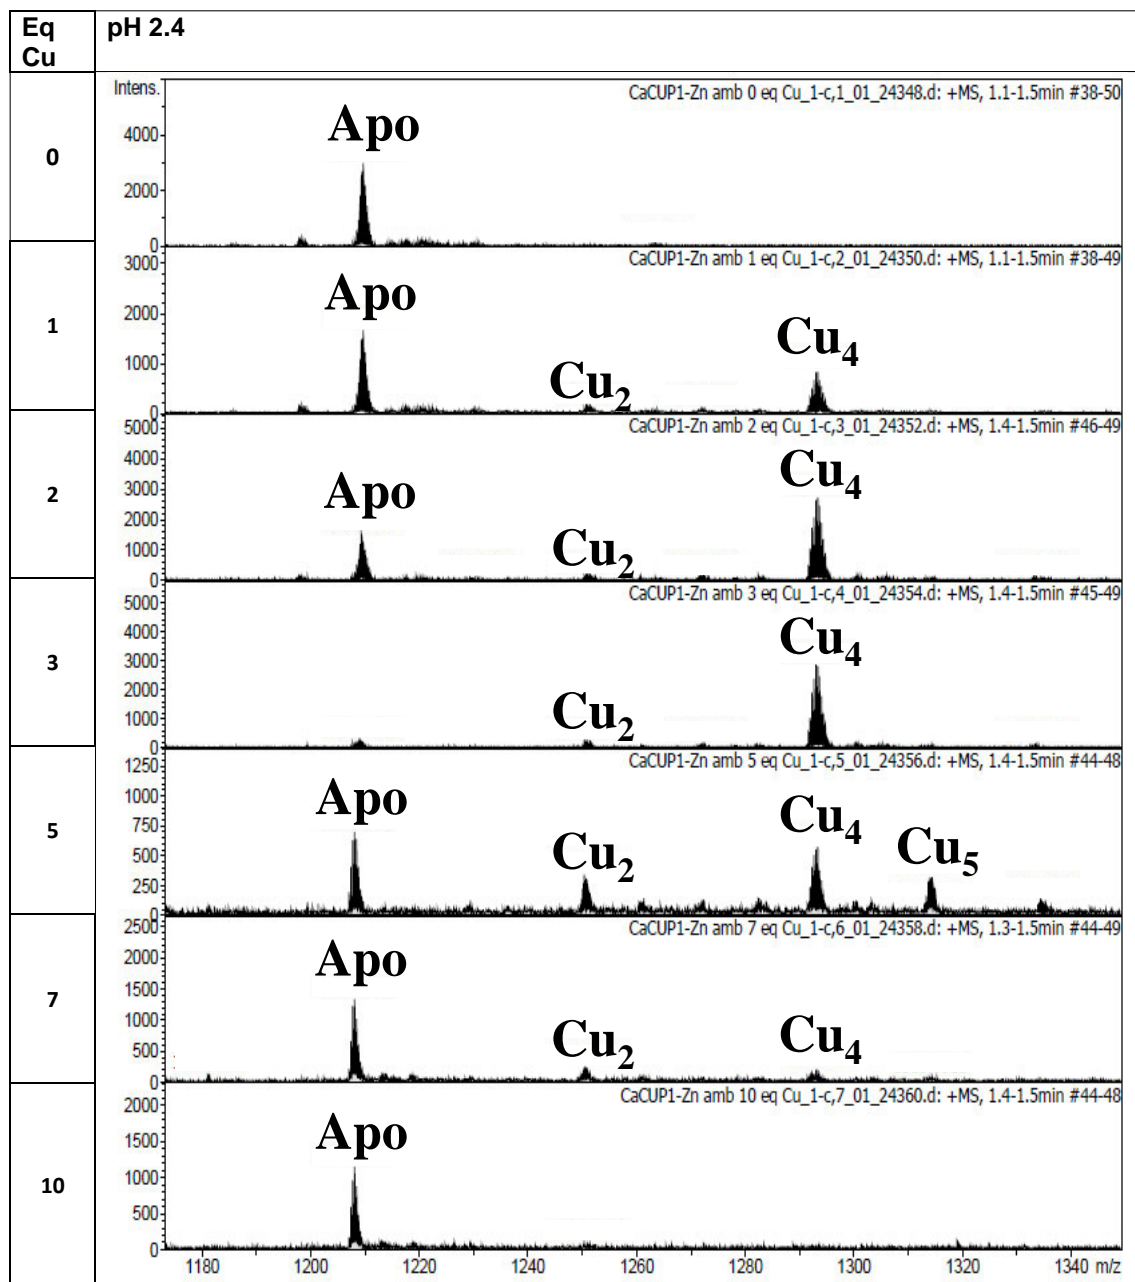 Eq Cu
pH 2.4
0
Intens.
CaCUP1-Zn amb 0 eq Cu_1-c,1_01_24348.d: +MS, 1.1-1.5min #38-50
Apo
4000
2000
0
1
CaCUP1-Zn amb 1 eq Cu_1-c,2_01_24350.d: +MS, 1.1-1.5min #38-49
3000
2000
1000
0
Apo
Cu2
Cu4
2
CaCUP1-Zn amb 2 eq Cu_1-c,3_01_24352.d: +MS, 1.4-1.5min #46-49
5000
4000
3000
2000
1000
0
Apo
Cu2
Cu4
3
CaCUP1-Zn amb 3 eq Cu_1-c,4_01_24354.d: +MS, 1.4-1.5min #45-49
5000
4000
3000
2000
1000
0
Cu2
Cu4
5
CaCUP1-Zn amb 5 eq Cu_1-c,5_01_24356.d: +MS, 1.4-1.5min #44-48
1250
1000
750
500
250
0
Apo
Cu2
Cu4
Cu5
7
CaCUP1-Zn amb 7 eq Cu_1-c,6_01_24358.d: +MS, 1.3-1.5min #44-49
2500
2000
1500
1000
500
0
Apo
Cu2
Cu4
10
CaCUP1-Zn amb 10 eq Cu_1-c,7_01_24360.d: +MS, 1.4-1.5min #44-48
2000
1500
1000
500
0
Apo
1180 1200 1220 1240 1260 1280 1300 1320 1340 m/z